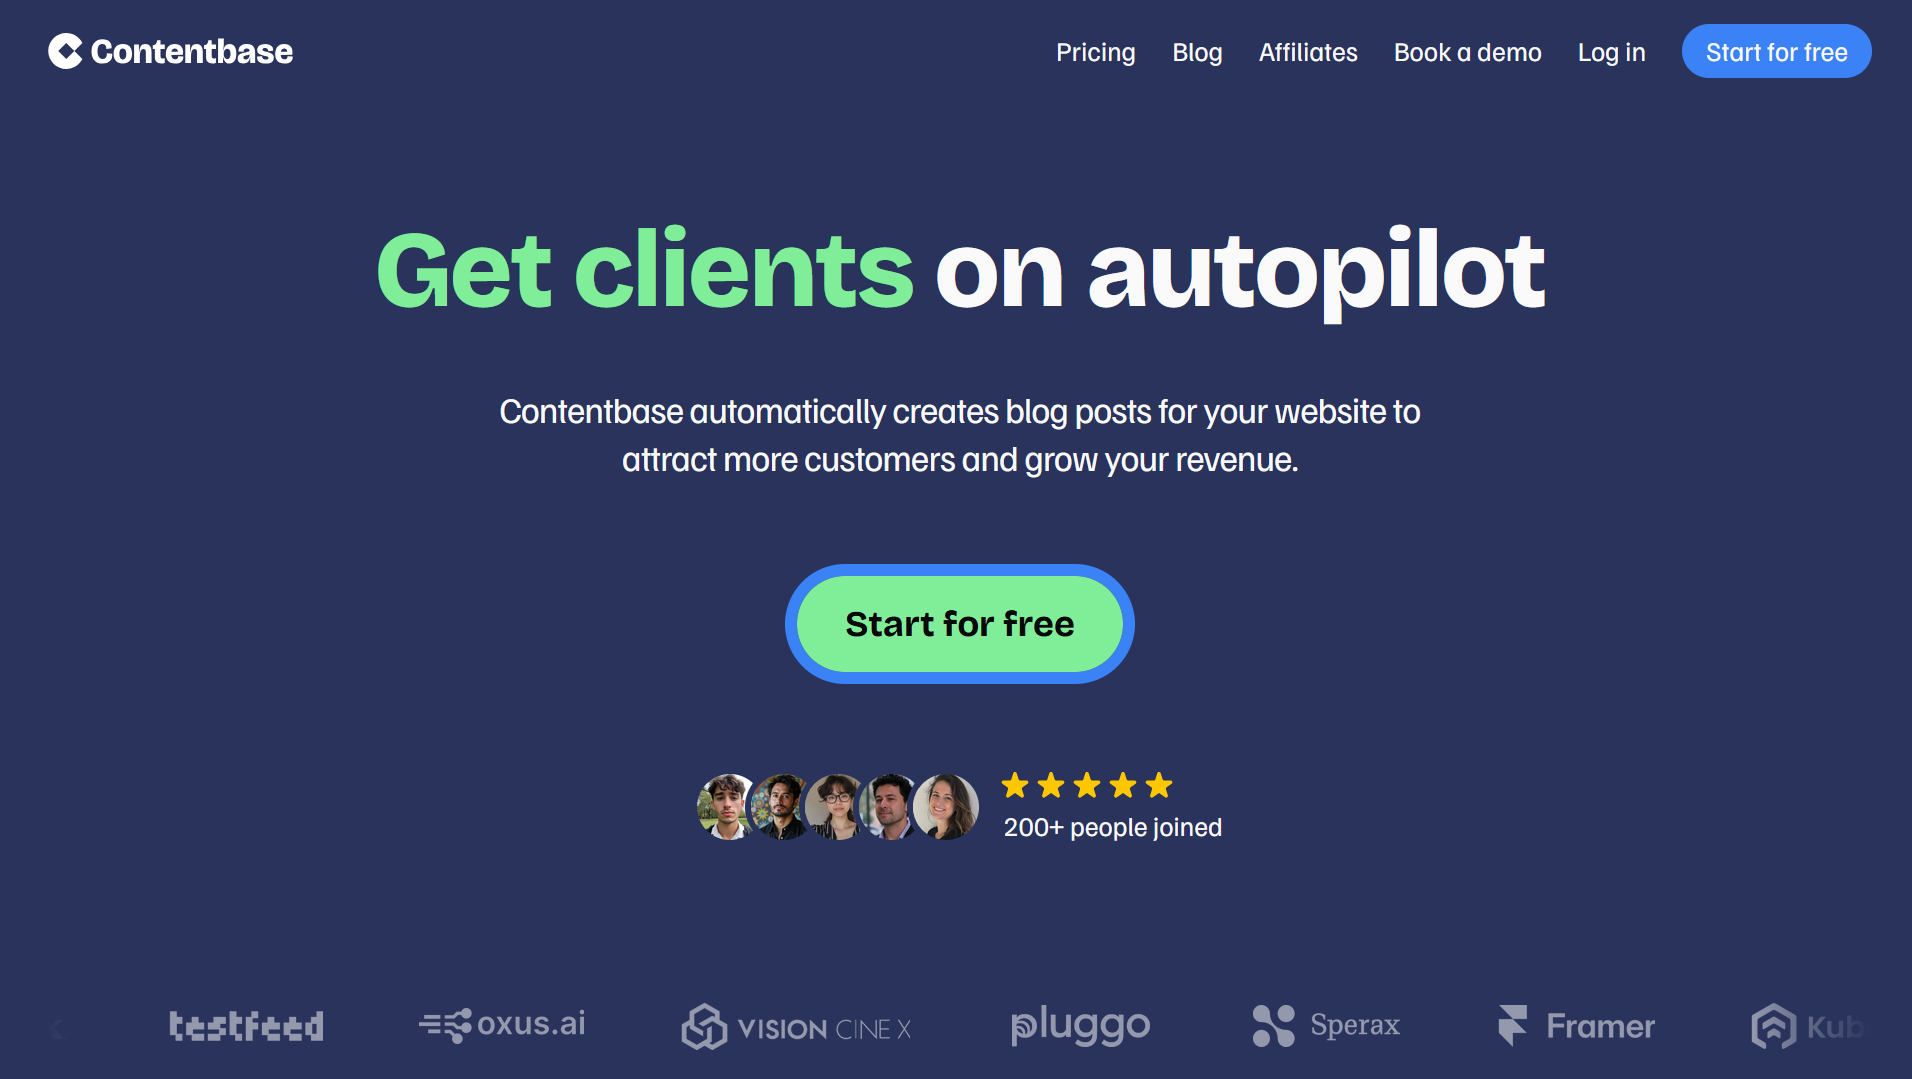 Contentbase
Pricing
Blog
Affiliates
Book a demo
Log in
Start for free
Get clients on autopilot
Contentbase automatically creates blog posts for your website to
attract more customers and grow your revenue.
Start for free
200+ people joined
testfeed
oxus.ai
VISION CINE X
pluggo
Sperax
Framer